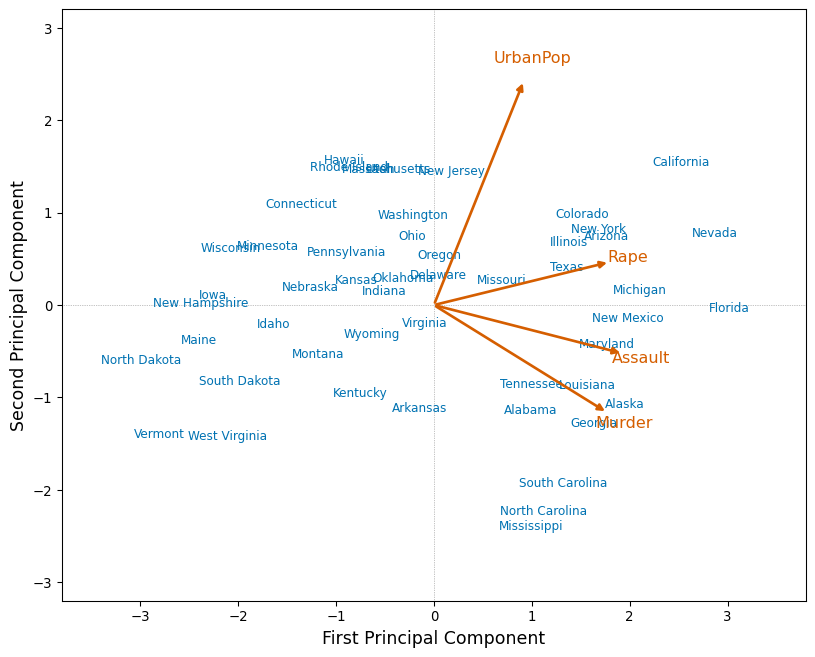 3
2
1
0
−1
−2
−3
Second Principal Component
UrbanPop
Hawaii
California
Rhode Island
Massachusetts
New Jersey
Connecticut
Washington
Colorado
New York
Ohio
Arizona
Nevada
Illinois
Wisconsin
Minnesota
Pennsylvania
Oregon
Rape
Texas
Delaware
Oklahoma
Kansas
Missouri
Nebraska
Indiana
Michigan
Iowa
New Hampshire
Florida
New Mexico
Idaho
Virginia
Wyoming
Maine
Maryland
Montana
North Dakota
Assault
South Dakota
Tennessee
Louisiana
Kentucky
Arkansas
Alabama
Alaska
Georgia
Murder
Vermont
West Virginia
South Carolina
North Carolina
Mississippi
−3
−2
−1
0
1
2
3
First Principal Component